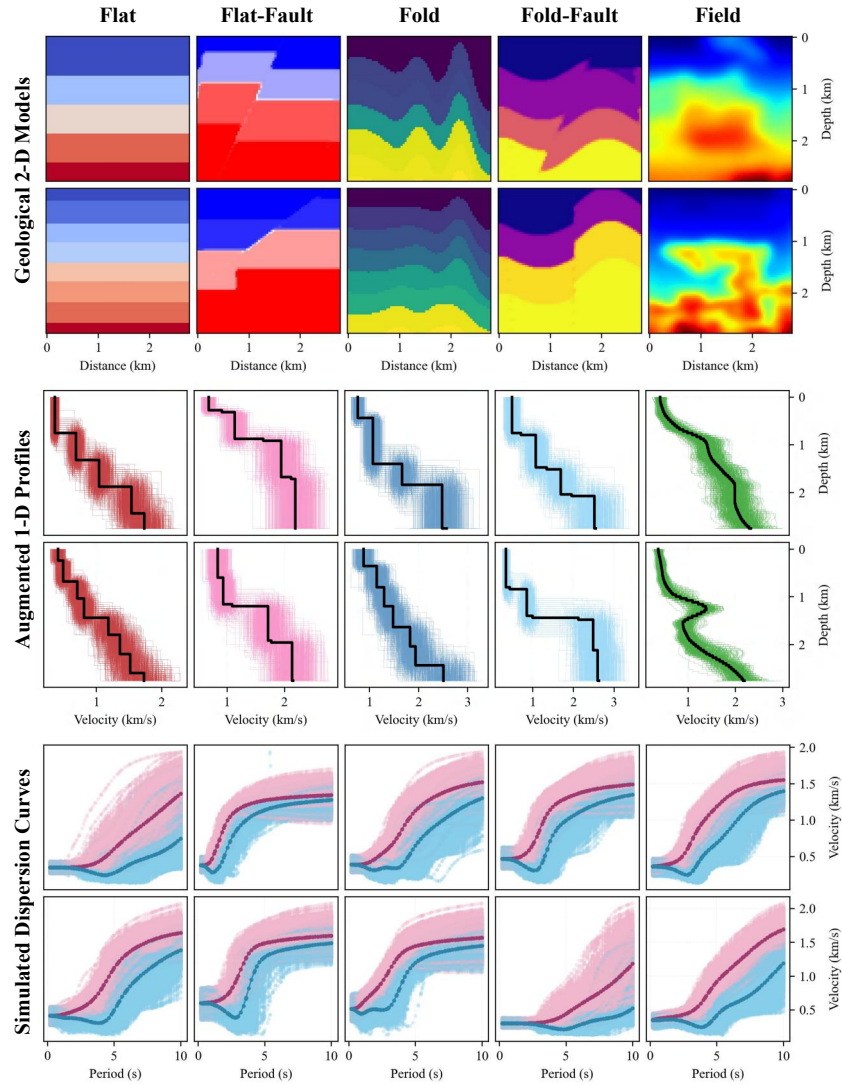 Flat Flat-Fault Fold Fold-Fault Field
Geological 2-D Models
0
1
2
Depth (km)
0
1
2
Depth (km)
0 1 2 0 1 2 0 1 2 0 1 2 0 1 2
Distance (km) Distance (km) Distance (km) Distance (km) Distance (km)
Augmented 1-D Profiles
0
1
2
Depth (km)
0
1
2
Depth (km)
1 2 1 2 1 2 3 1 2 3 1 2 3
Velocity (km/s) Velocity (km/s) Velocity (km/s) Velocity (km/s) Velocity (km/s)
Simulated Dispersion Curves
2.0
1.5
1.0
0.5
Velocity (km/s)
2.0
1.5
1.0
0.5
Velocity (km/s)
0 5 10 0 5 10 0 5 10 0 5 10 0 5 10
Period (s) Period (s) Period (s) Period (s) Period (s)